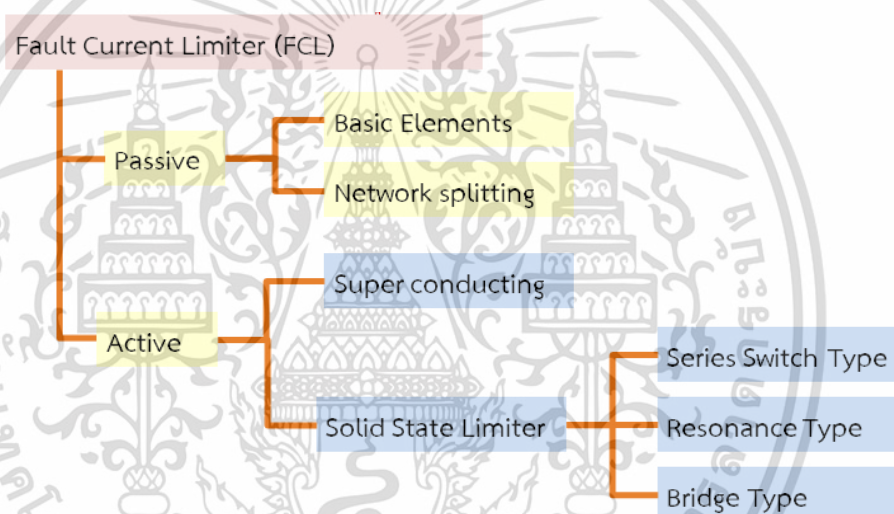 Fault Current Limiter (FCL)
Basic Elements
Passive
Network splitting
Super conducting
Active
Series Switch Type
Solid State Limiter
Resonance Type
Bridge Type